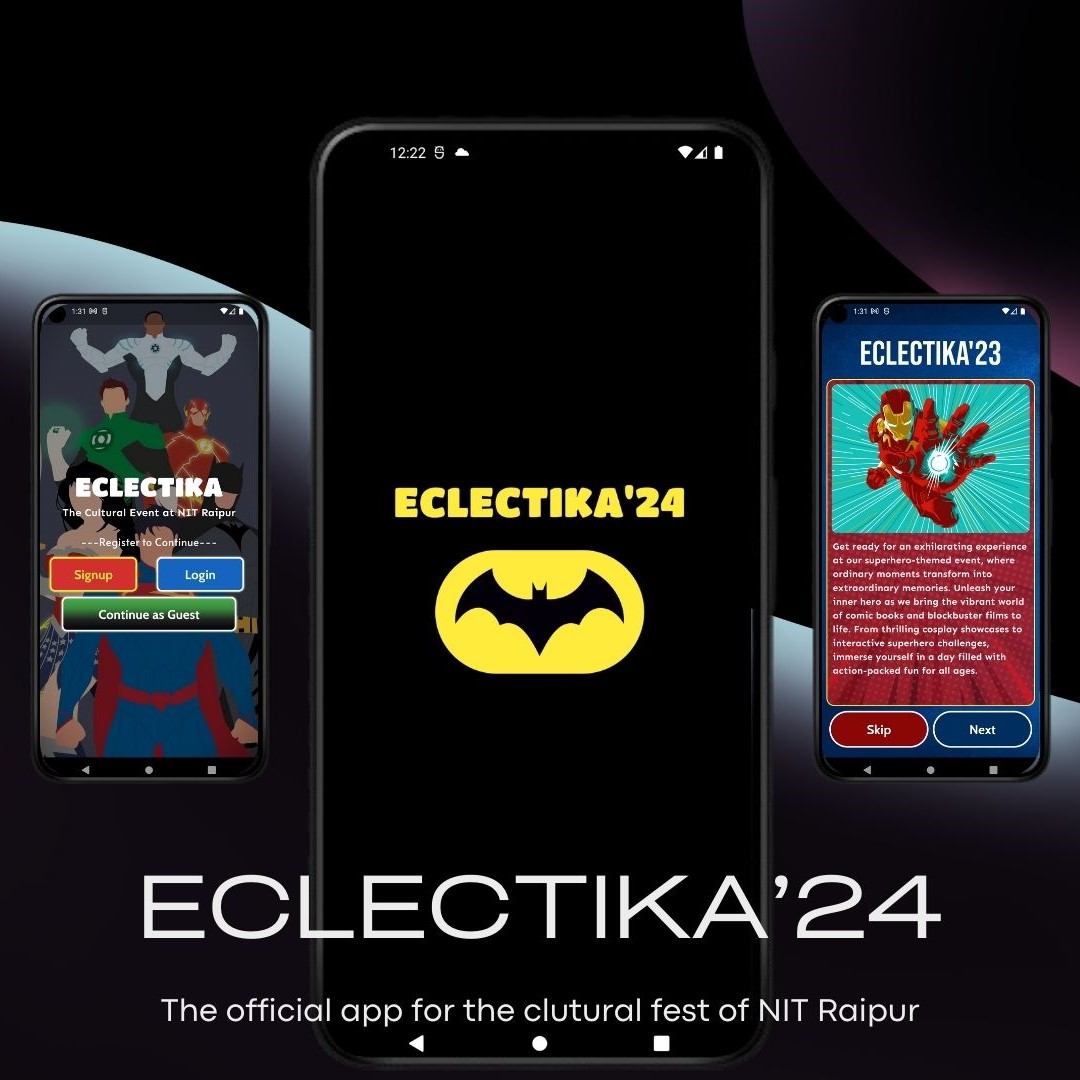 12:22
1:31
ECLECTIKA
The Cultural Event at NIT Raipur
---Register to Continue---
Signup
Login
Continue as Guest
ECLECTIKA'24
1:31
ECLECTIKA'23
Get ready for an exhilarating experience
at our superhero-themed event, where
ordinary moments transform into
extraordinary memories. Unleash your
inner hero as we bring the vibrant world
of comic books and blockbuster films to
life. From thrilling cosplay showcases to
interactive superhero challenges,
immerse yourself in a day filled with
action-packed fun for all ages.
Skip
Next
ECLECTIKA’24
The official app for the clutural fest of NIT Raipur